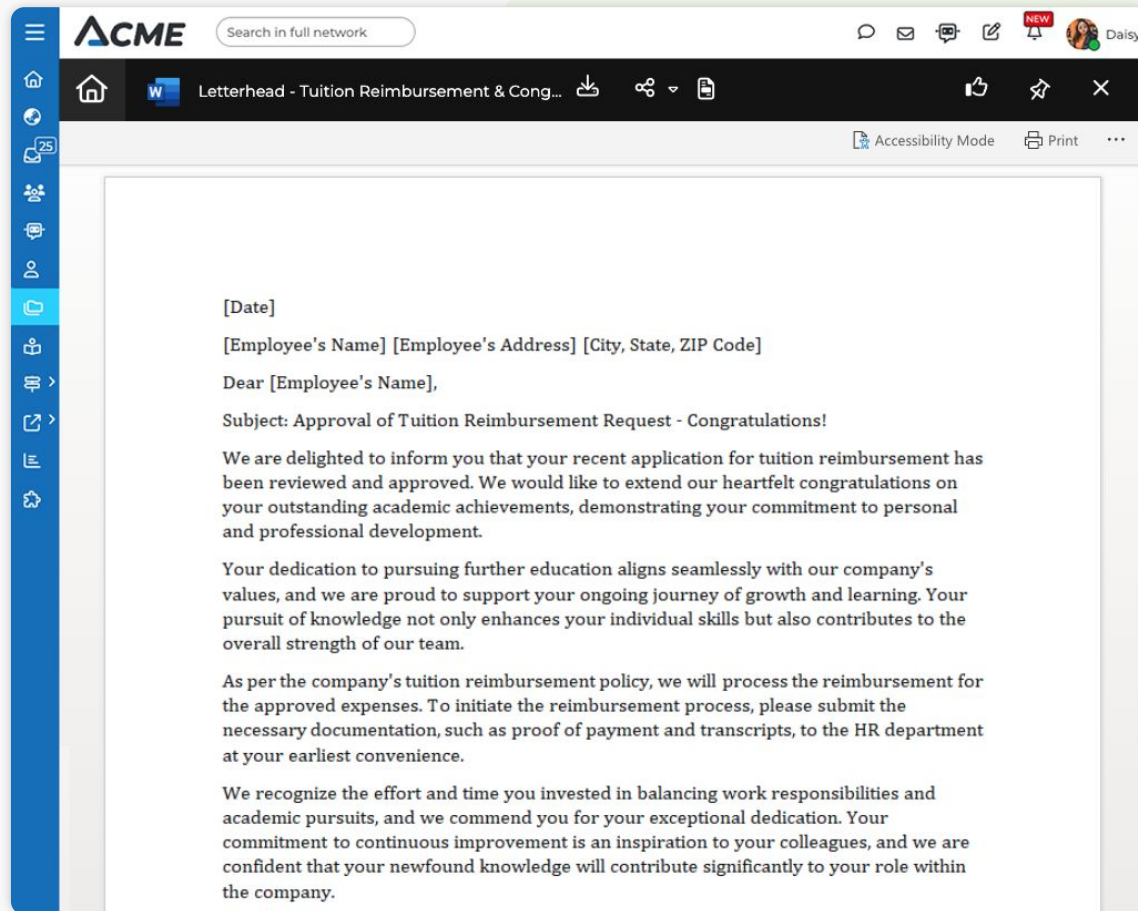 ACME
Search in full network
NEW
Daisy
W
Letterhead - Tuition Reimbursement & Cong...
25
Accessibility Mode
Print
[Date]
[Employee's Name] [Employee's Address] [City, State, ZIP Code]
Dear [Employee's Name],
Subject: Approval of Tuition Reimbursement Request - Congratulations!
We are delighted to inform you that your recent application for tuition reimbursement has
been reviewed and approved. We would like to extend our heartfelt congratulations on
your outstanding academic achievements, demonstrating your commitment to personal
and professional development.
Your dedication to pursuing further education aligns seamlessly with our company's
values, and we are proud to support your ongoing journey of growth and learning. Your
pursuit of knowledge not only enhances your individual skills but also contributes to the
overall strength of our team.
As per the company's tuition reimbursement policy, we will process the reimbursement for
the approved expenses. To initiate the reimbursement process, please submit the
necessary documentation, such as proof of payment and transcripts, to the HR department
at your earliest convenience.
We recognize the effort and time you invested in balancing work responsibilities and
academic pursuits, and we commend you for your exceptional dedication. Your
commitment to continuous improvement is an inspiration to your colleagues, and we are
confident that your newfound knowledge will contribute significantly to your role within
the company.